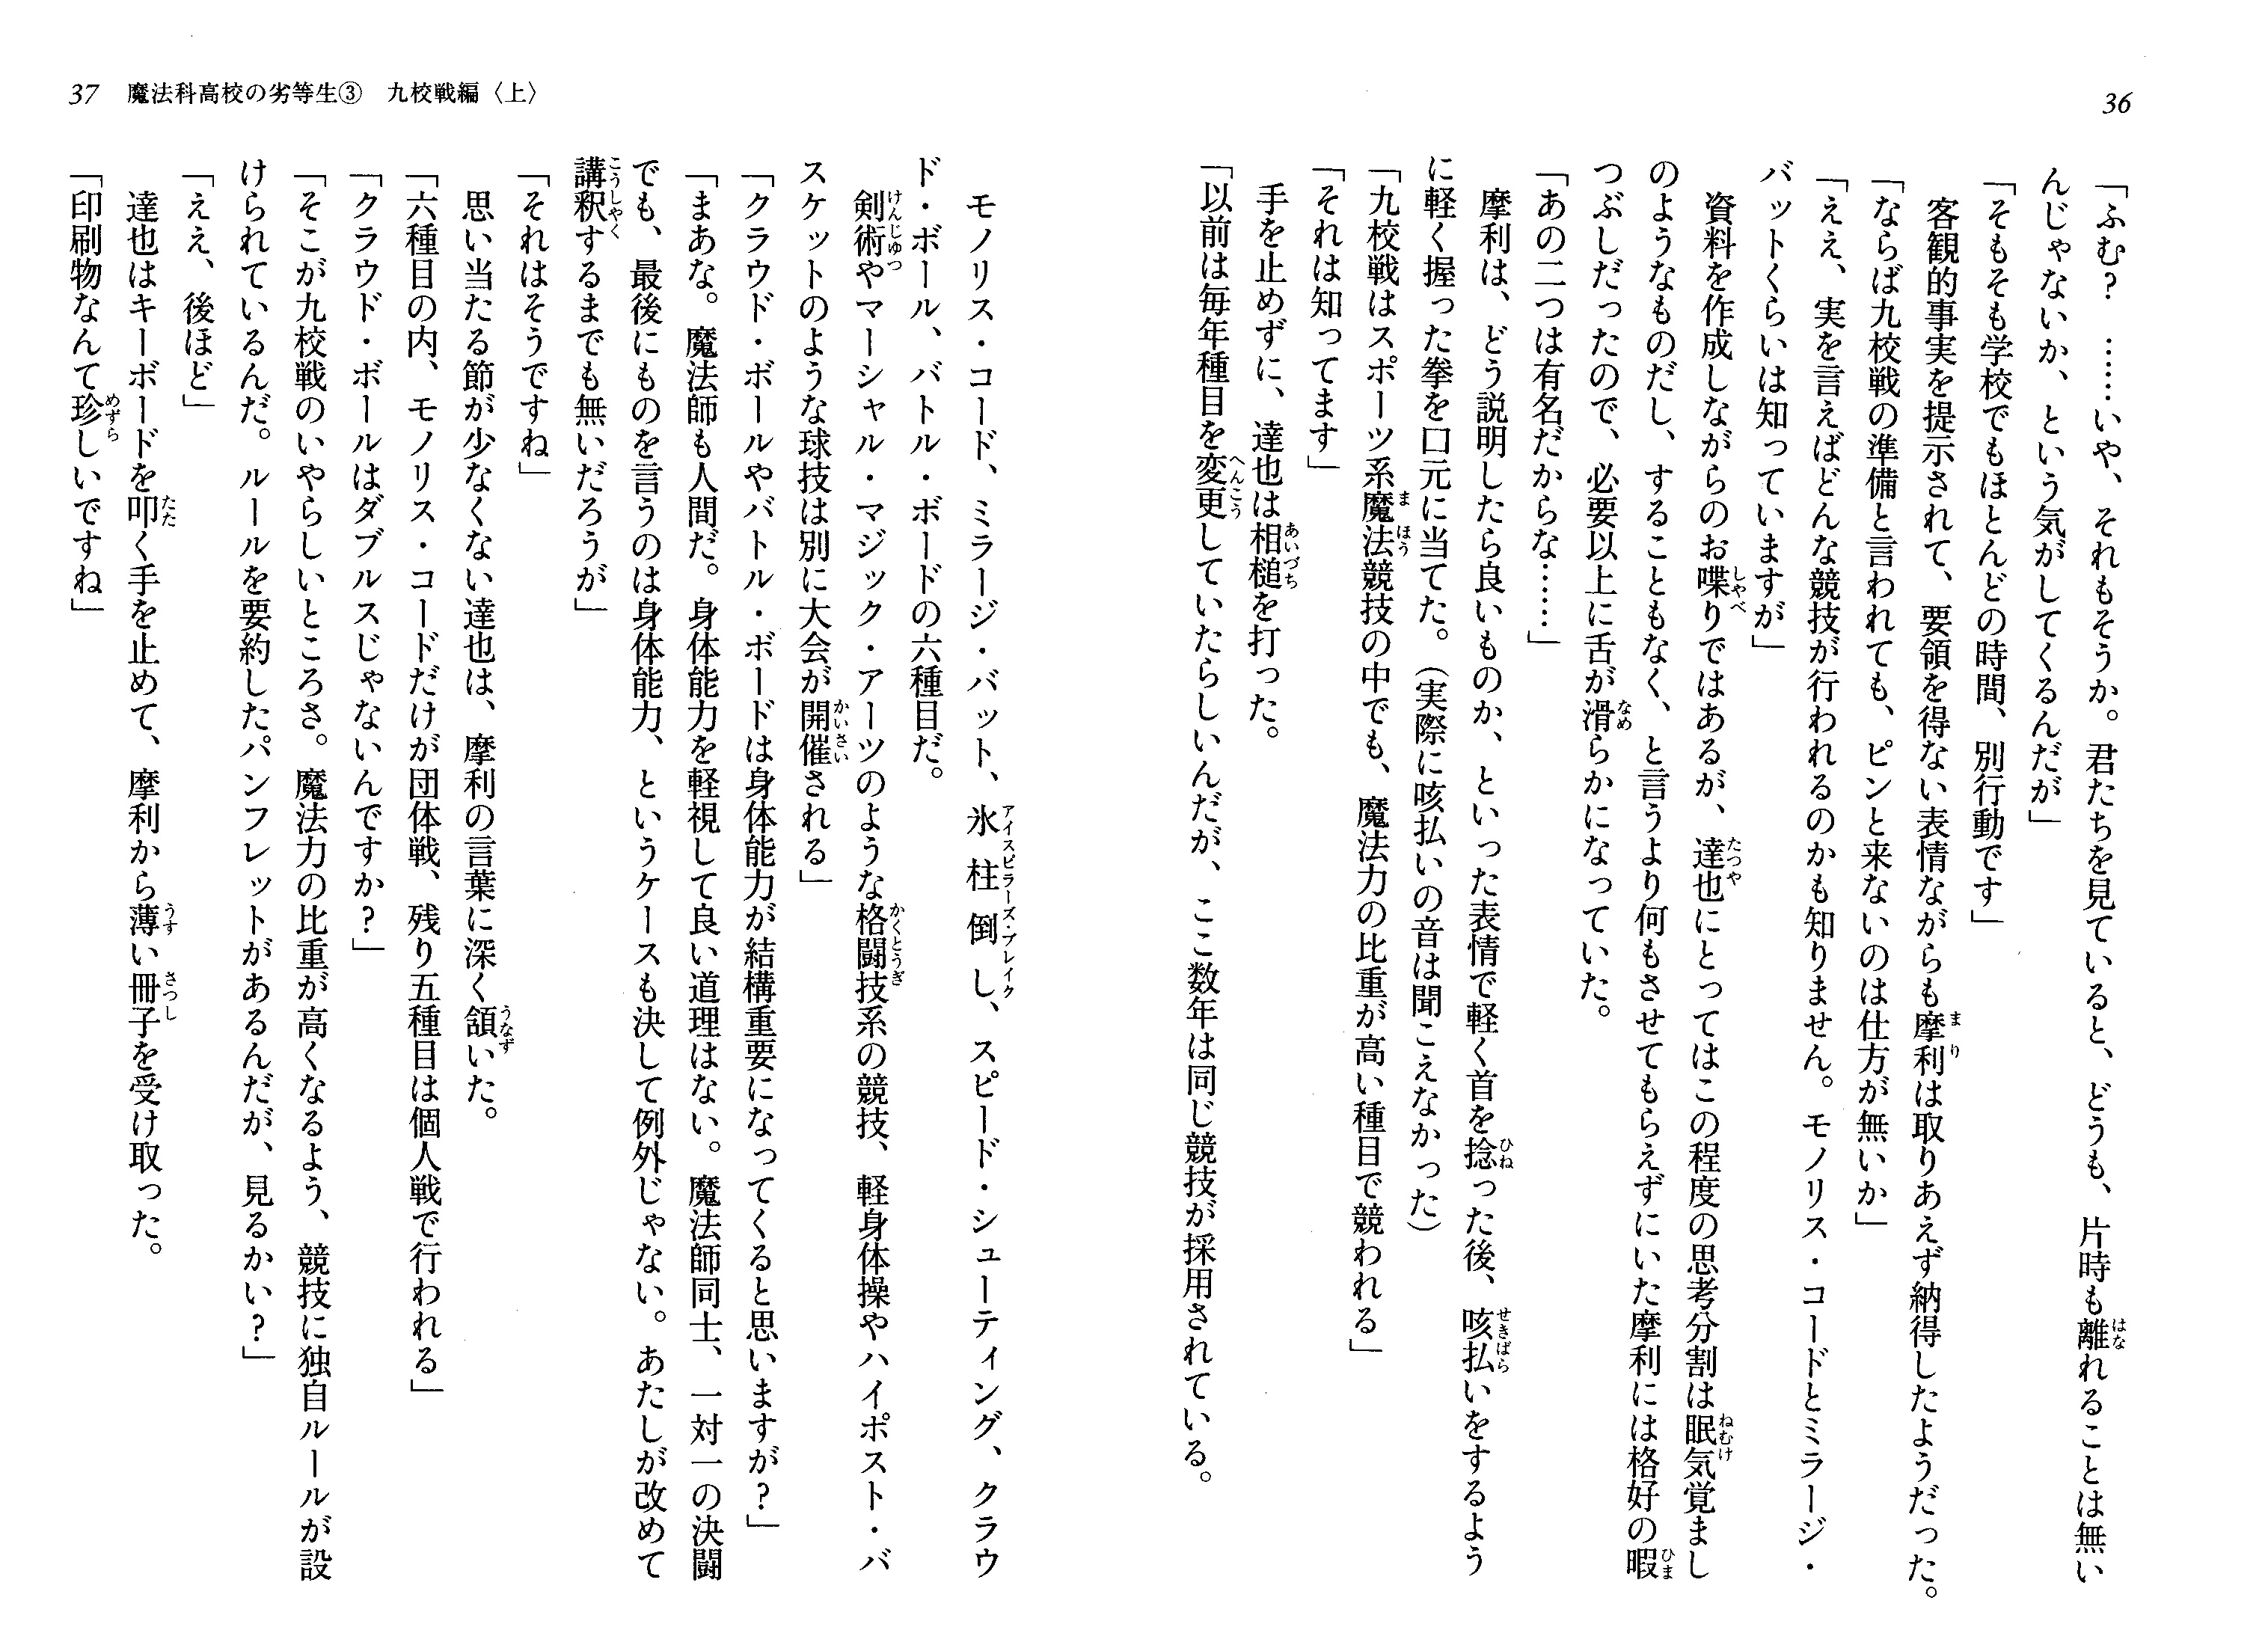 36
「ふむ？　……いや、それもそうか。君たちを見ていると、どうも、片時も離れることは無い
んじゃないか、という気がしてくるんだが」
「そもそも学校でもほとんどの時間、別行動です」
　客観的事実を提示されて、要領を得ない表情ながらも摩利は取りあえず納得したようだった。
「ならば九校戦の準備と言われても、ピンと来ないのは仕方が無いか」
「ええ、実を言えばどんな競技が行われるのかも知りません。モノリス・コードとミラージ・
バットくらいは知っていますが」
　資料を作成しながらのお喋りではあるが、達也にとってはこの程度の思考分割は眠気覚まし
のようなものだし、することもなく、と言うより何もさせてもらえずにいた摩利には格好の暇
つぶしだったので、必要以上に舌が滑らかになっていた。
「あの二つは有名だからな……」
　摩利は、どう説明したら良いものか、といった表情で軽く首を捻った後、咳払いをするよう
に軽く握った拳を口元に当てた。（実際に咳払いの音は聞こえなかった）
「九校戦はスポーツ系魔法競技の中でも、魔法力の比重が高い種目で競われる」
「それは知ってます」
　手を止めずに、達也は相槌を打った。
「以前は毎年種目を変更していたらしいんだが、ここ数年は同じ競技が採用されている。
37　魔法科高校の劣等生③　九校戦編〈上〉
　モノリス・コード、ミラージ・バット、氷柱倒し、スピード・シューティング、クラウ
ド・ボール、バトル・ボードの六種目だ。
　剣術やマーシャル・マジック・アーツのような格闘技系の競技、軽身体操やハイポスト・バ
スケットのような球技は別に大会が開催される」
「クラウド・ボールやバトル・ボードは身体能力が結構重要になってくると思いますが？」
「まあな。魔法師も人間だ。身体能力を軽視して良い道理はない。魔法師同士、一対一の決闘
でも、最後にものを言うのは身体能力、というケースも決して例外じゃない。あたしが改めて
講釈するまでも無いだろうが」
「それはそうですね」
　思い当たる節が少なくない達也は、摩利の言葉に深く頷いた。
「六種目の内、モノリス・コードだけが団体戦、残り五種目は個人戦で行われる」
「クラウド・ボールはダブルスじゃないんですか？」
「そこが九校戦のいやらしいところさ。魔法力の比重が高くなるよう、競技に独自ルールが設
けられているんだ。ルールを要約したパンフレットがあるんだが、見るかい？」
「ええ、後ほど」
　達也はキーボードを叩く手を止めて、摩利から薄い冊子を受け取った。
「印刷物なんて珍しいですね」